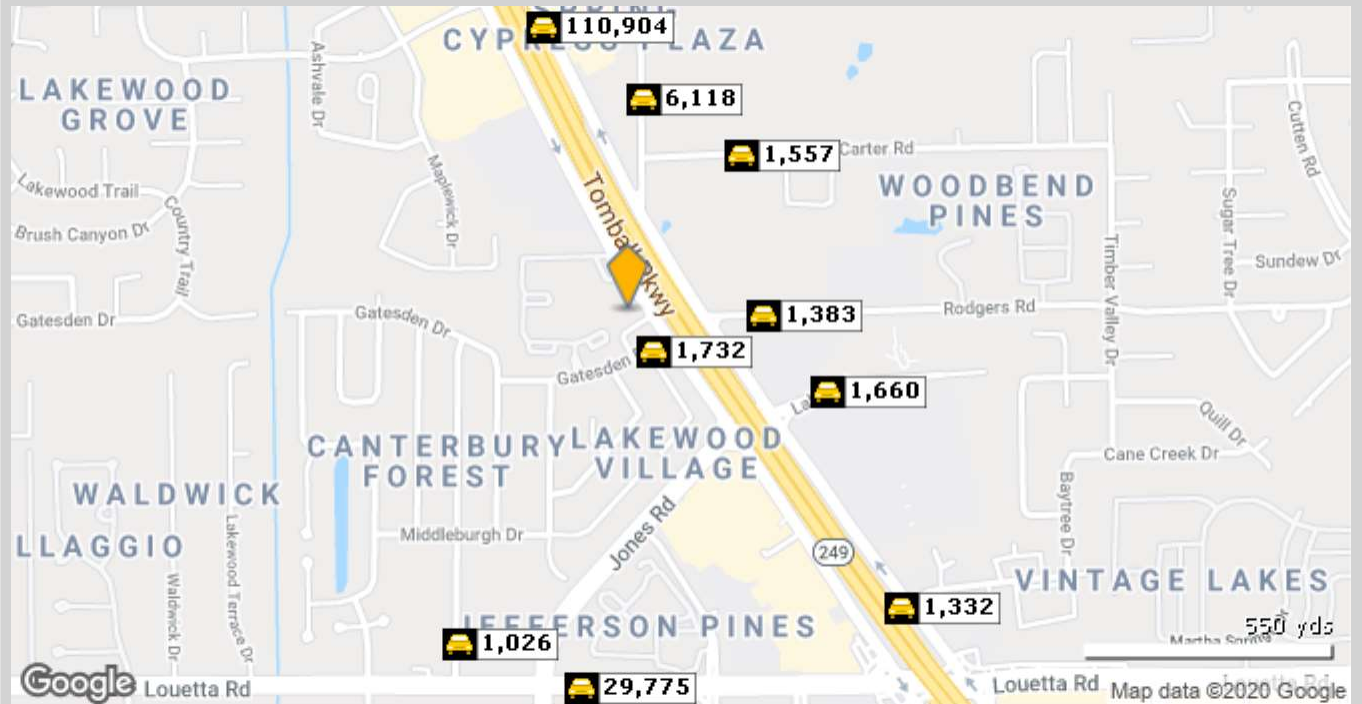 110,904
CYPRESS PLAZA
LAKEWOOD
GROVE
Ashvale Dr
6,118
1,557
Carter Rd
Cutten Rd
Lakewood Trail
Maplewick Dr
Tomball Pkwy
WOODBEND
PINES
Brush Canyon Dr
Country Trail
Sugar Tree Dr
Timber Valley Dr
Sundew Dr
Gatesden Dr
Gatesden Dr
1,383
Rodgers Rd
1,732
Gatesden
1,660
Quill Dr
CANTERBURY
FOREST
LAKEWOOD
VILLAGE
Cane Creek Dr
WALDWICK
Baytree Dr
Jones Rd
Middleburgh Dr
LLAGGIO
Lakewood Terrace Dr
249
Waldwick Dr
VINTAGE LAKES
1,332
JEFFERSON PINES
550 yds
1,026
Google
Louetta Rd
29,775
Louetta Rd
Map data ©2020 Google